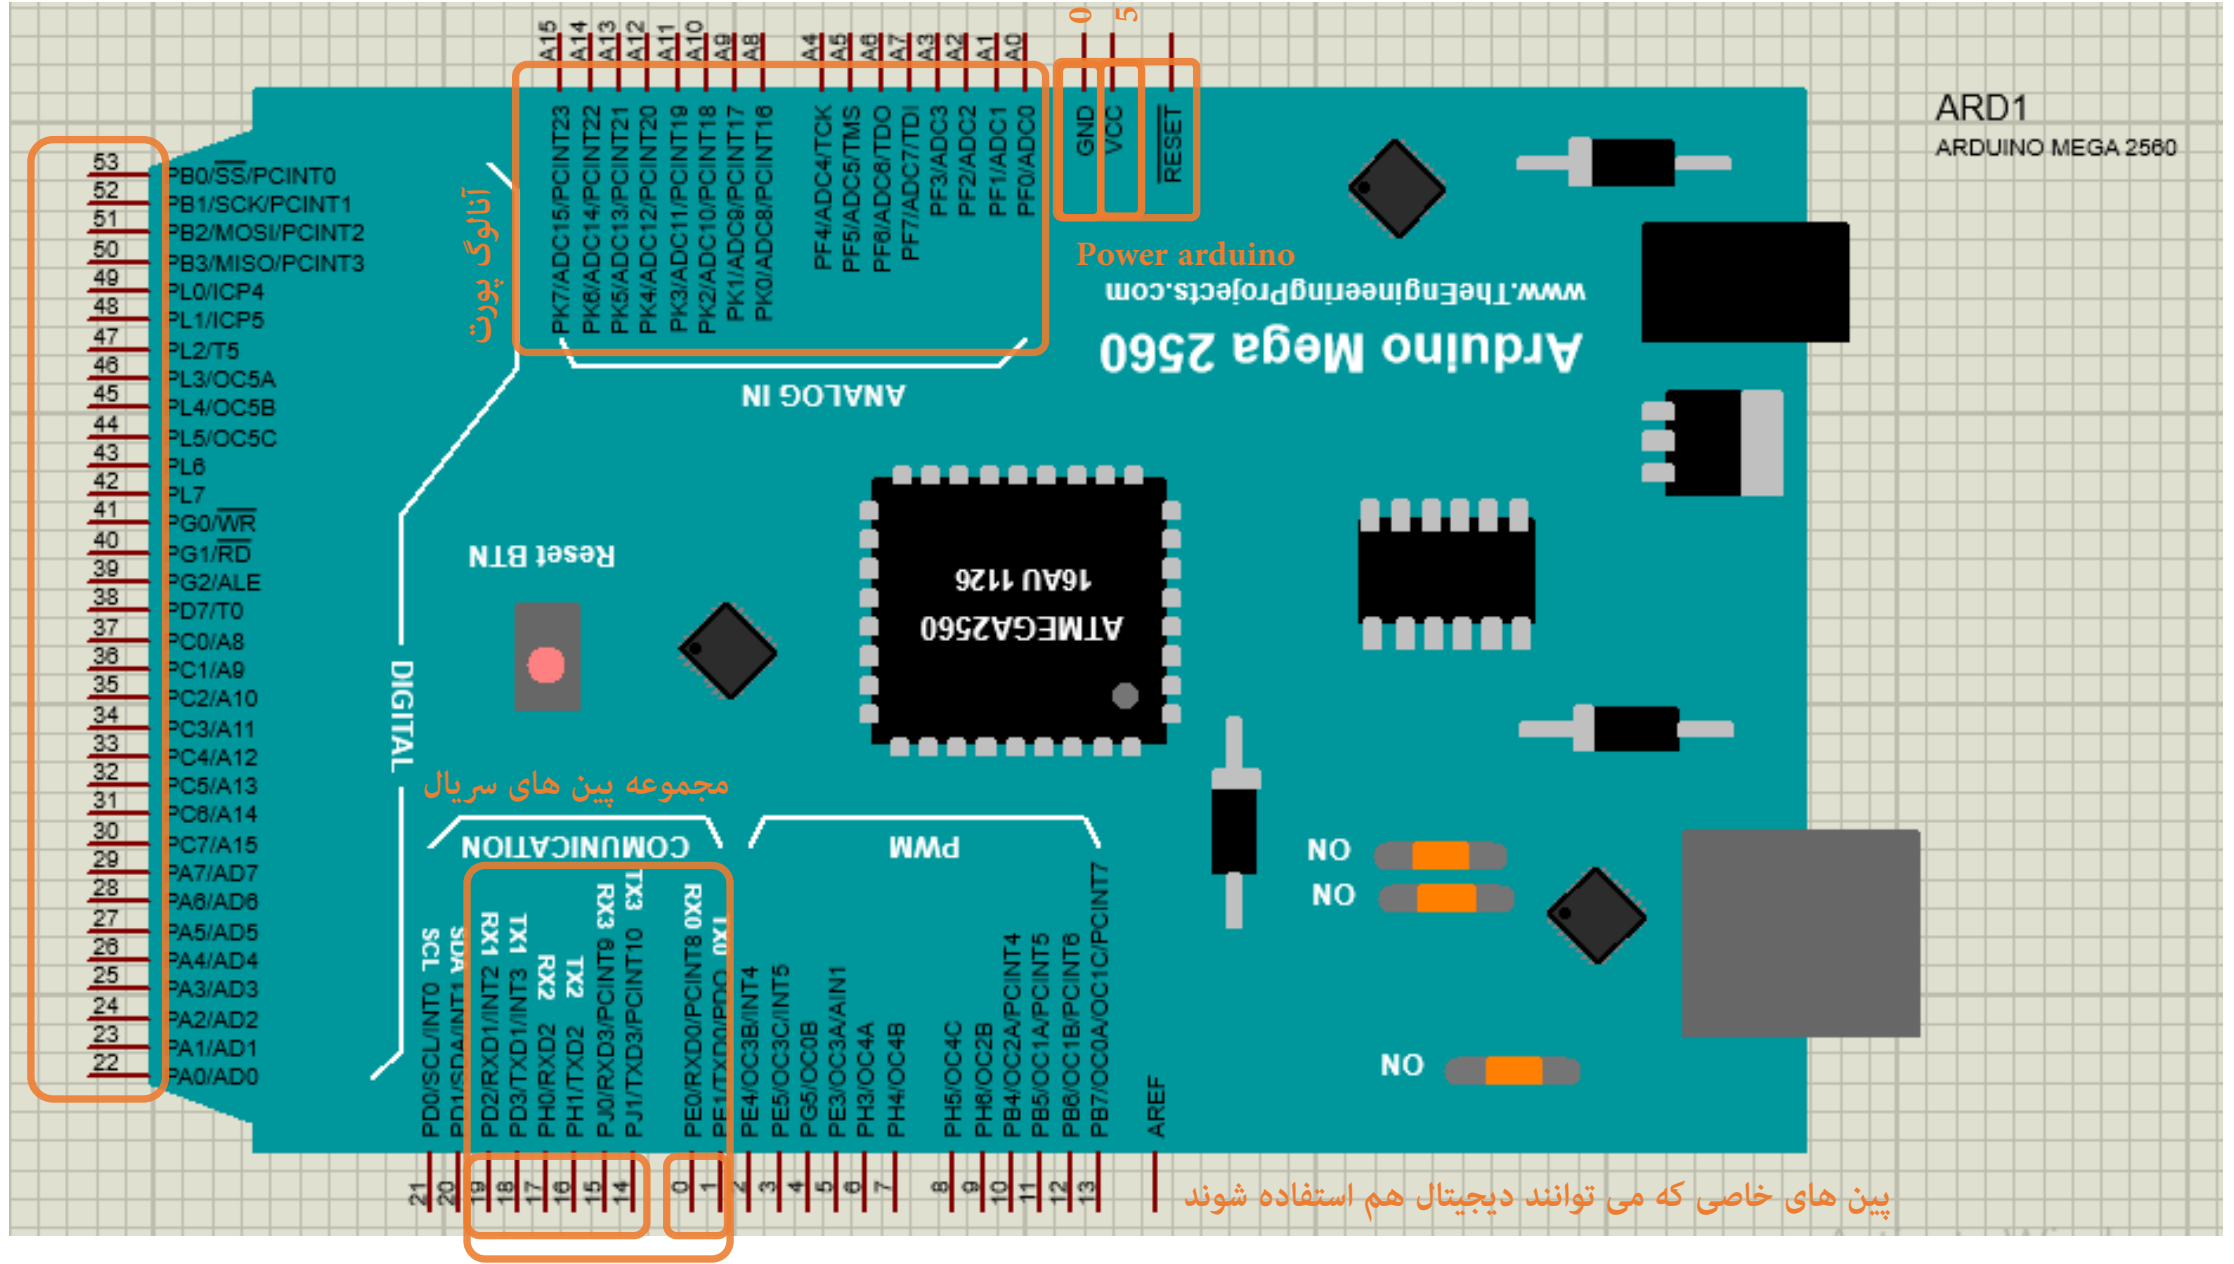 0
5
A15
A14
A13
A12
A11
A10
A9
A8
A4
A5
A6
A7
A3
A2
A1
A0
PK7/ADC15/PCINT23
PK6/ADC14/PCINT22
PK5/ADC13/PCINT21
PK4/ADC12/PCINT20
PK3/ADC11/PCINT19
PK2/ADC10/PCINT18
PK1/ADC9/PCINT17
PK0/ADC8/PCINT16
PF4/ADC4/TCK
PF5/ADC5/TMS
PF6/ADC6/TDO
PF7/ADC7/TDI
PF3/ADC3
PF2/ADC2
PF1/ADC1
PF0/ADC0
GND
VCC
RESET
ARD1
ARDUINO MEGA 2560
آنالوگ پورت
Power arduino
www.TheEngineeringProjects.com
Arduino Mega 2560
ANALOG IN
53 PB0/SS/PCINT0
52 PB1/SCK/PCINT1
51 PB2/MOSI/PCINT2
50 PB3/MISO/PCINT3
49 PL0/ICP4
48 PL1/ICP5
47 PL2/T5
46 PL3/OC5A
45 PL4/OC5B
44 PL5/OC5C
43 PL6
42 PL7
41 PG0/WR
40 PG1/RD
39 PG2/ALE
38 PD7/T0
37 PC0/A8
36 PC1/A9
35 PC2/A10
34 PC3/A11
33 PC4/A12
32 PC5/A13
31 PC6/A14
30 PC7/A15
29 PA7/AD7
28 PA6/AD6
27 PA5/AD5
26 PA4/AD4
25 PA3/AD3
24 PA2/AD2
23 PA1/AD1
22 PA0/AD0
Reset BTN
16AU 1126
ATMEGA2560
DIGITAL
مجموعه پین های سریال
COMUNICATION
PWM
ON
ON
ON
SCL
SDA
RX1
TX1
RX2
TX2
RX3
TX3
RX0
TX0
PD0/SCL/INT0
PD1/SDA/INT1
PD2/RXD1/INT2
PD3/TXD1/INT3
PH0/RXD2
PH1/TXD2
PJ0/RXD3/PCINT9
PJ1/TXD3/PCINT10
PE0/RXD0/PCINT8
PE1/TXD0/PDO
PE4/OC3B/INT4
PE5/OC3C/INT5
PG5/OC0B
PE3/OC3A/AIN1
PH3/OC4A
PH4/OC4B
PH5/OC4C
PH6/OC2B
PB4/OC2A/PCINT4
PB5/OC1A/PCINT5
PB6/OC1B/PCINT6
PB7/OC0A/OC1C/PCINT7
AREF
21
20
19
18
17
16
15
14
0
1
2
3
4
5
6
7
8
9
10
11
12
13
پین های خاصی که می توانند دیجیتال هم استفاده شوند